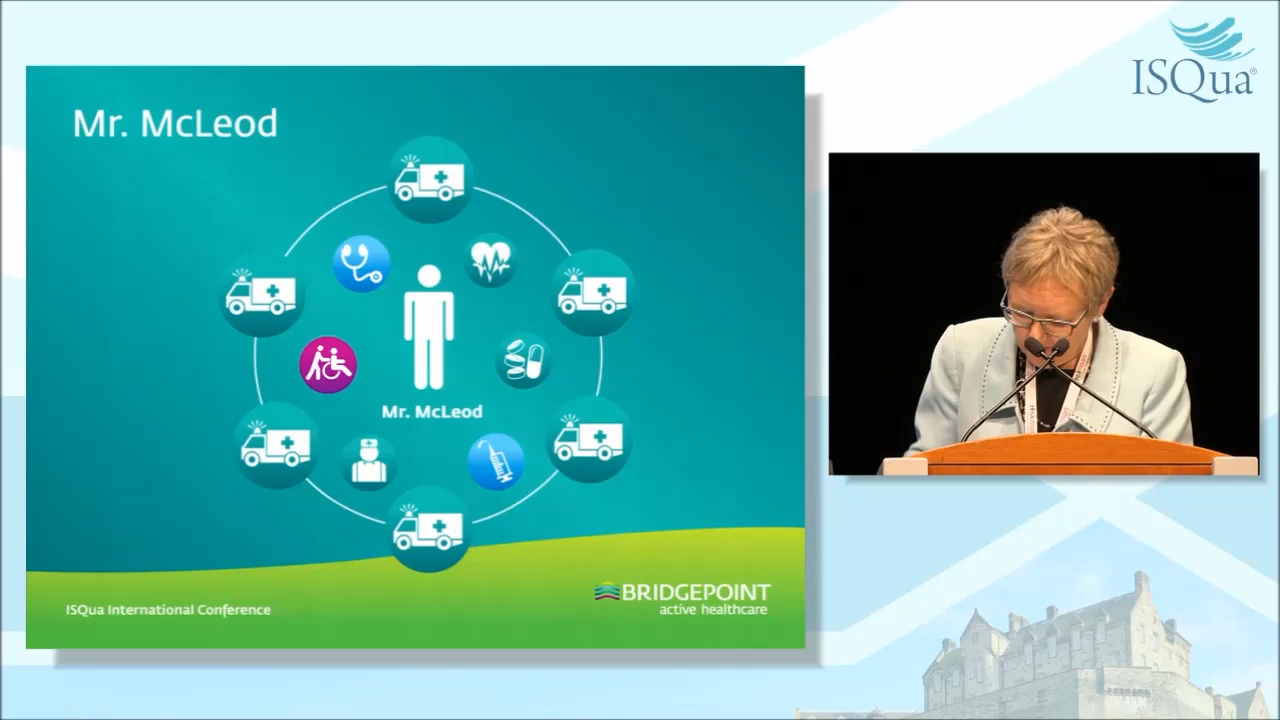 ISQua®
Mr. McLeod
Mr. McLeod
BRIDGEPOINT
active healthcare
ISQua International Conference